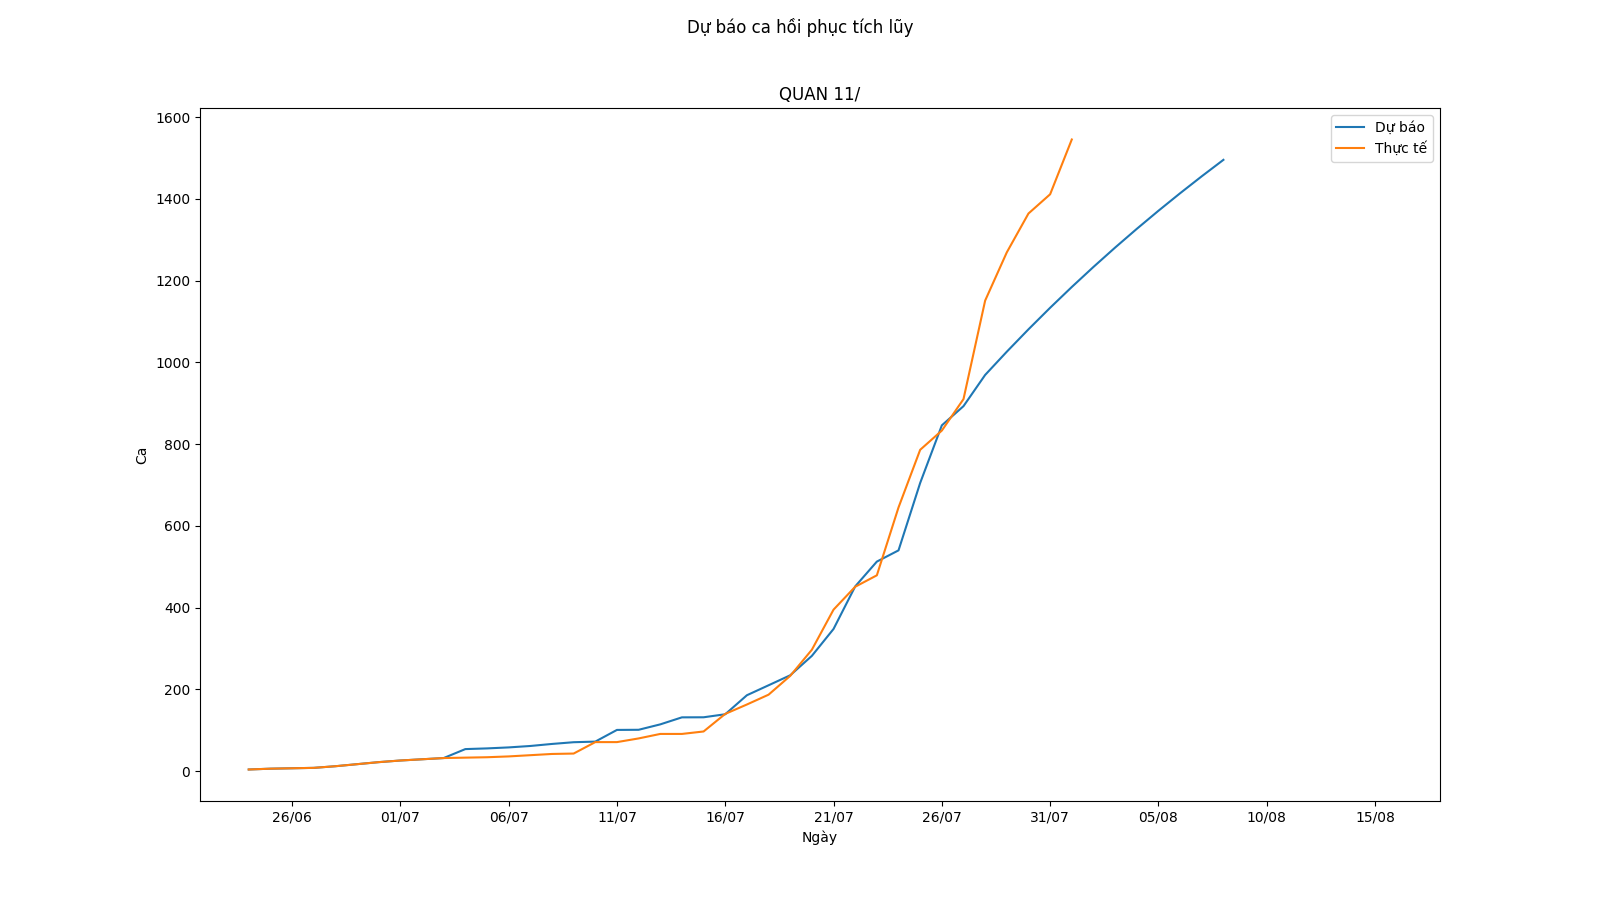 Dự báo ca hồi phục tích lũy
QUAN 11/
Dự báo
Thực tế
1600
1400
1200
1000
800
600
400
200
0
Ca
26/06 01/07 06/07 11/07 16/07 21/07 26/07 31/07 05/08 10/08 15/08
Ngày